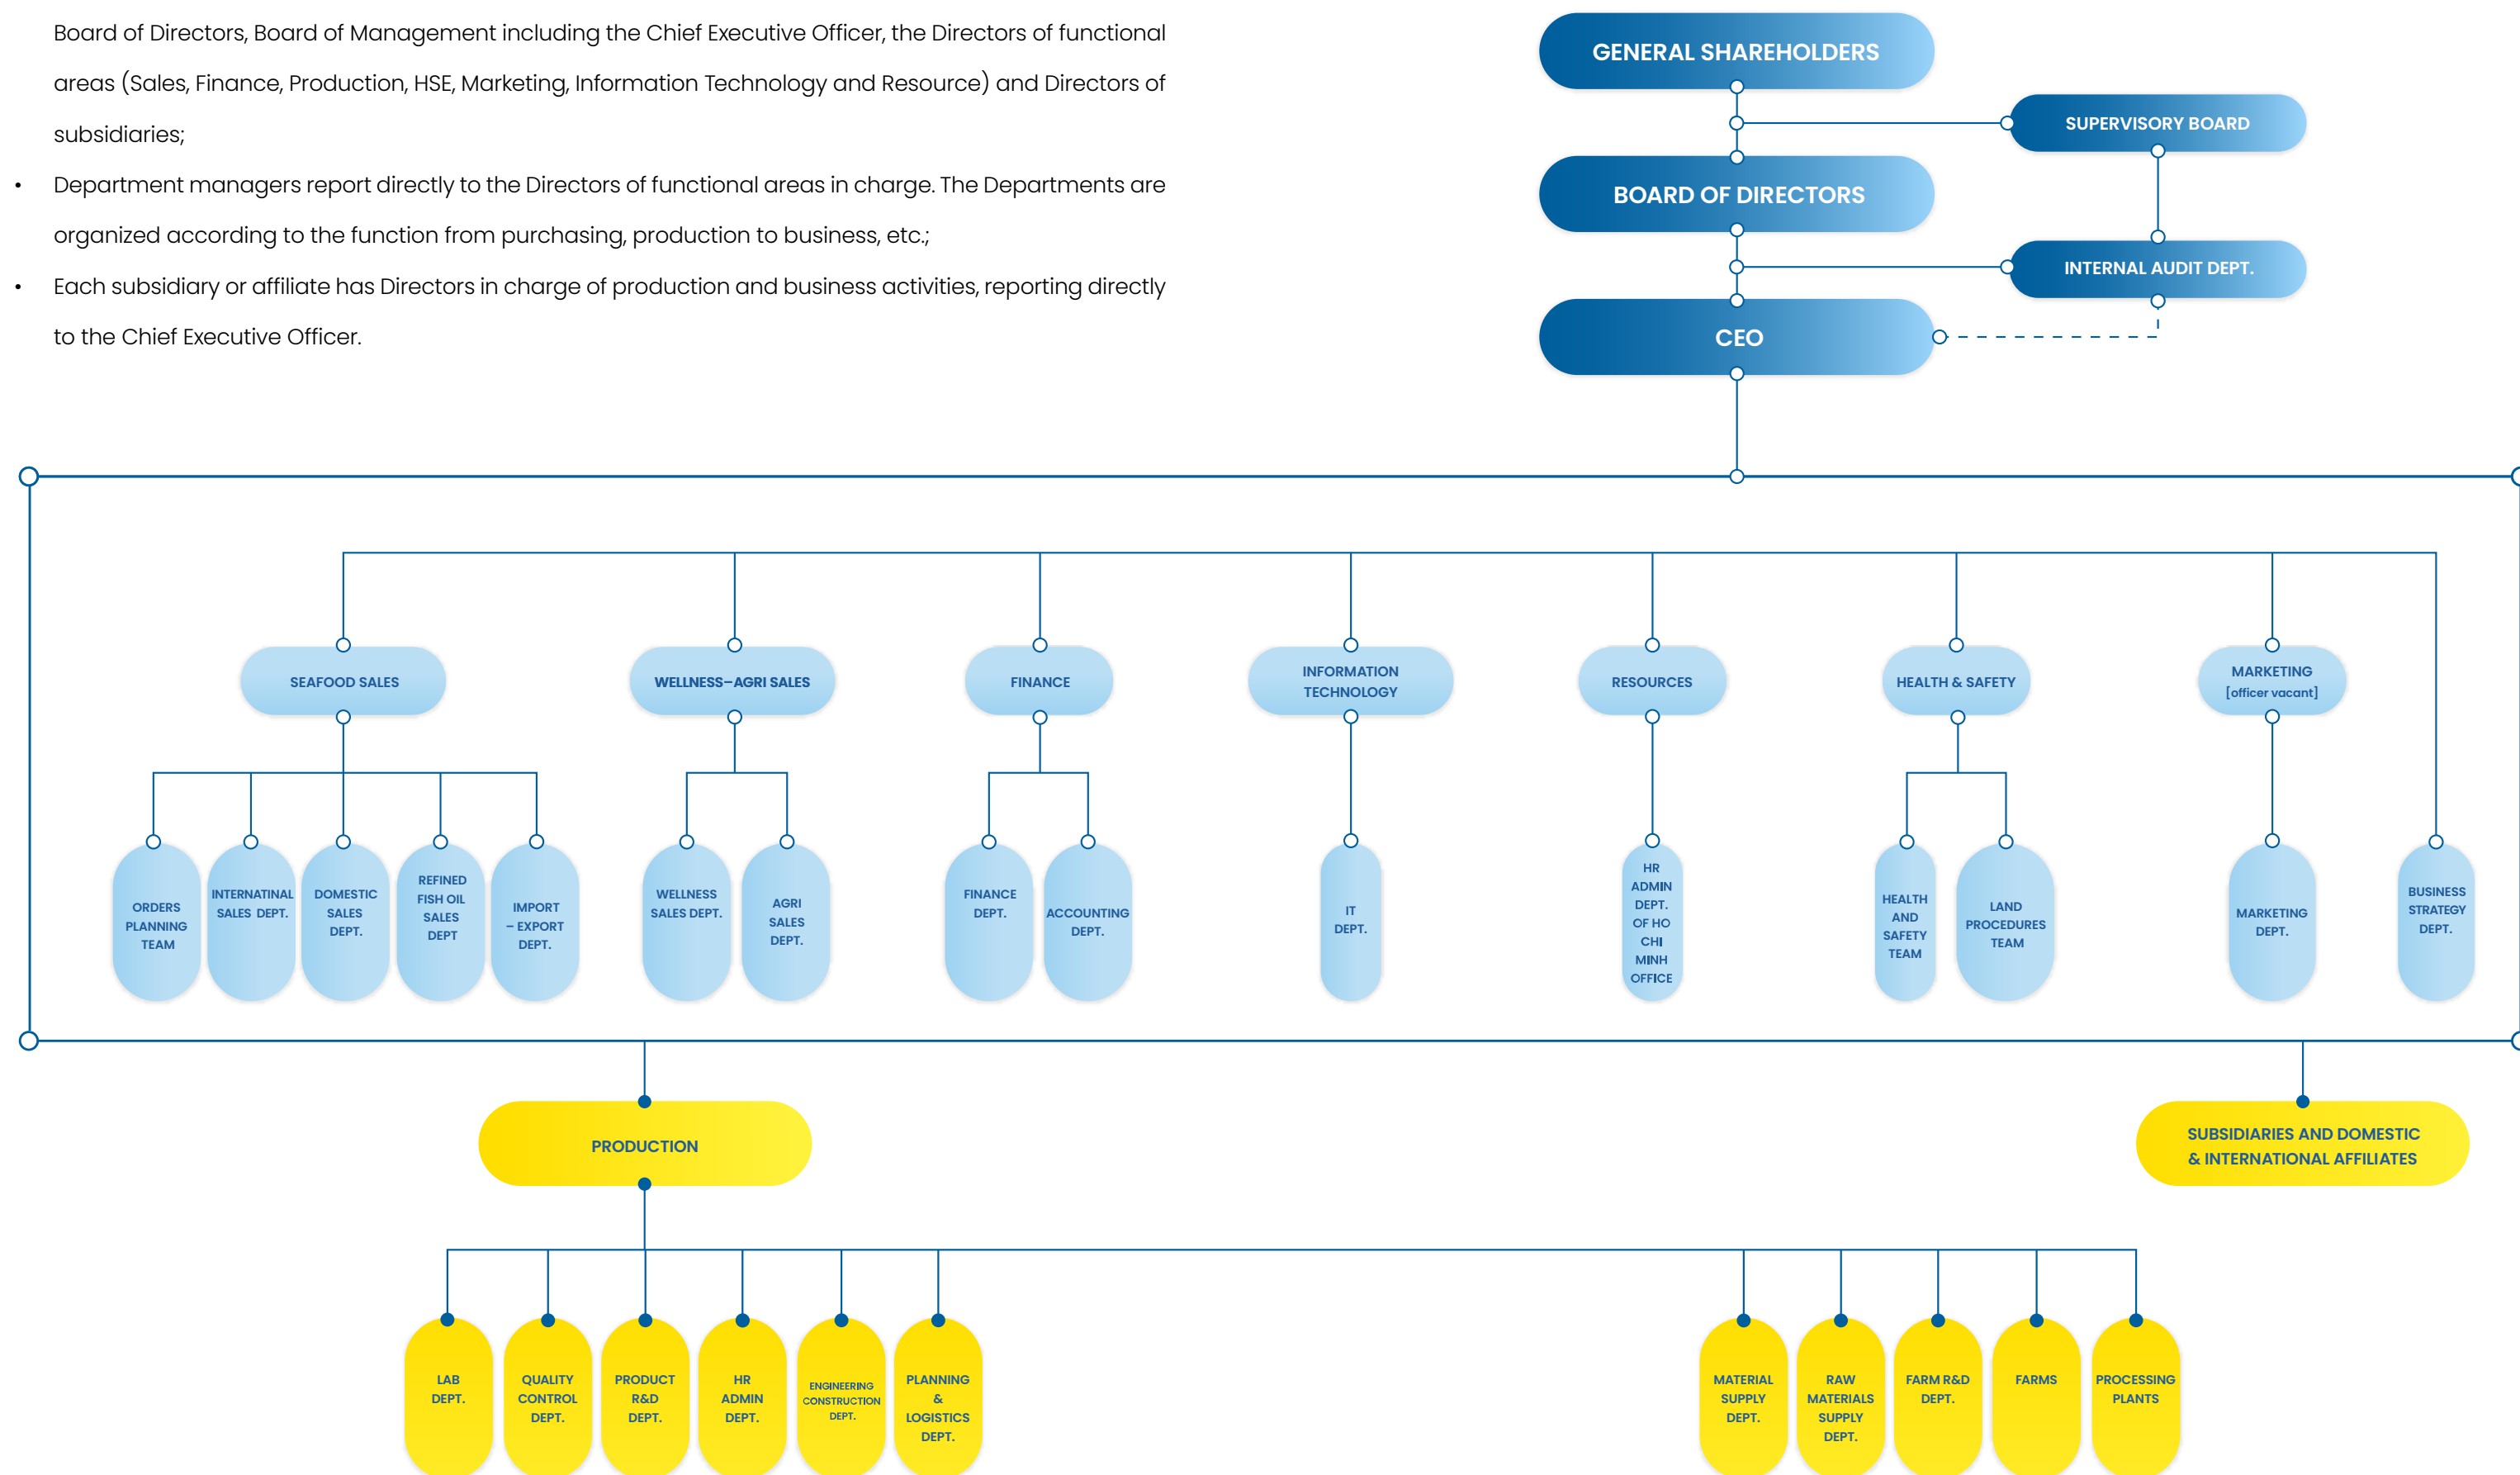 Board of Directors, Board of Management including the Chief Executive Officer, the Directors of functional
areas (Sales, Finance, Production, HSE, Marketing, Information Technology and Resource) and Directors of
subsidiaries;
• Department managers report directly to the Directors of functional areas in charge. The Departments are
organized according to the function from purchasing, production to business, etc.;
• Each subsidiary or affiliate has Directors in charge of production and business activities, reporting directly
to the Chief Executive Officer.
GENERAL SHAREHOLDERS
SUPERVISORY BOARD
BOARD OF DIRECTORS
INTERNAL AUDIT DEPT.
CEO
SEAFOOD SALES
WELLNESS–AGRI SALES
FINANCE
INFORMATION
TECHNOLOGY
RESOURCES
HEALTH & SAFETY
MARKETING
[officer vacant]
ORDERS
PLANNING
TEAM
INTERNATINAL
SALES DEPT.
DOMESTIC
SALES
DEPT.
REFINED
FISH OIL
SALES
DEPT
IMPORT
– EXPORT
DEPT.
WELLNESS
SALES DEPT.
AGRI
SALES
DEPT.
FINANCE
DEPT.
ACCOUNTING
DEPT.
IT
DEPT.
HR
ADMIN
DEPT.
OF HO
CHI
MINH
OFFICE
HEALTH
AND
SAFETY
TEAM
LAND
PROCEDURES
TEAM
MARKETING
DEPT.
BUSINESS
STRATEGY
DEPT.
PRODUCTION
SUBSIDIARIES AND DOMESTIC
& INTERNATIONAL AFFILIATES
LAB
DEPT.
QUALITY
CONTROL
DEPT.
PRODUCT
R&D
DEPT.
HR
ADMIN
DEPT.
ENGINEERING
CONSTRUCTION
DEPT.
PLANNING
&
LOGISTICS
DEPT.
MATERIAL
SUPPLY
DEPT.
RAW
MATERIALS
SUPPLY
DEPT.
FARM R&D
DEPT.
FARMS
PROCESSING
PLANTS